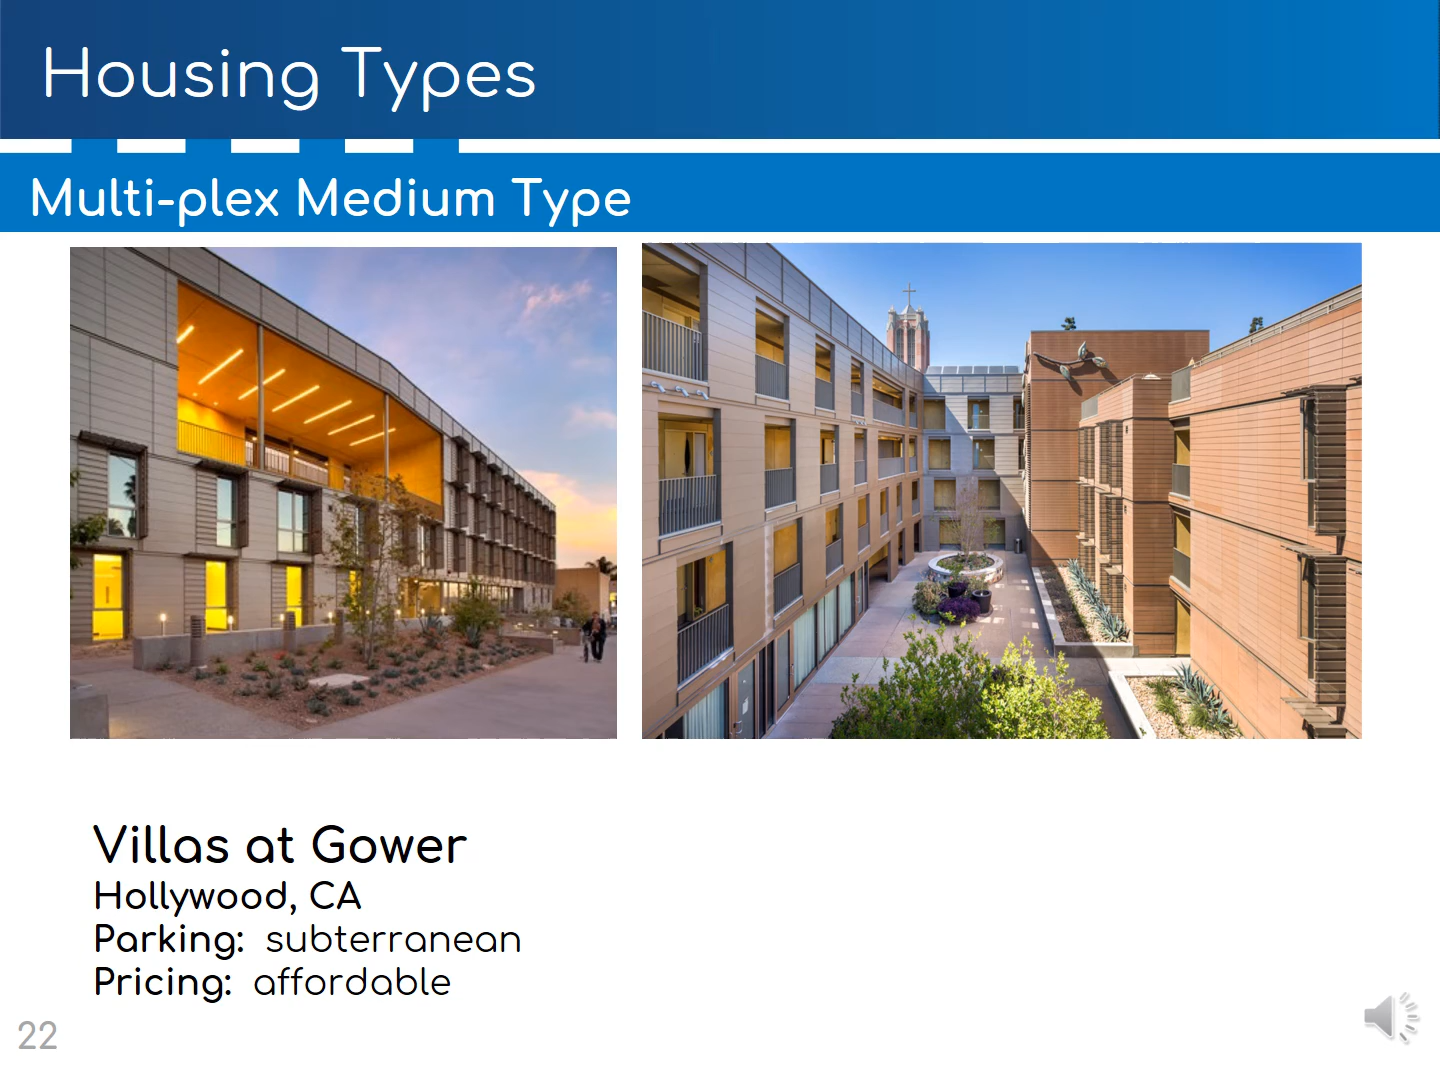 Housing Types
Multi-plex Medium Type
Villas at Gower
Hollywood, CA
Parking: subterranean
Pricing: affordable
22